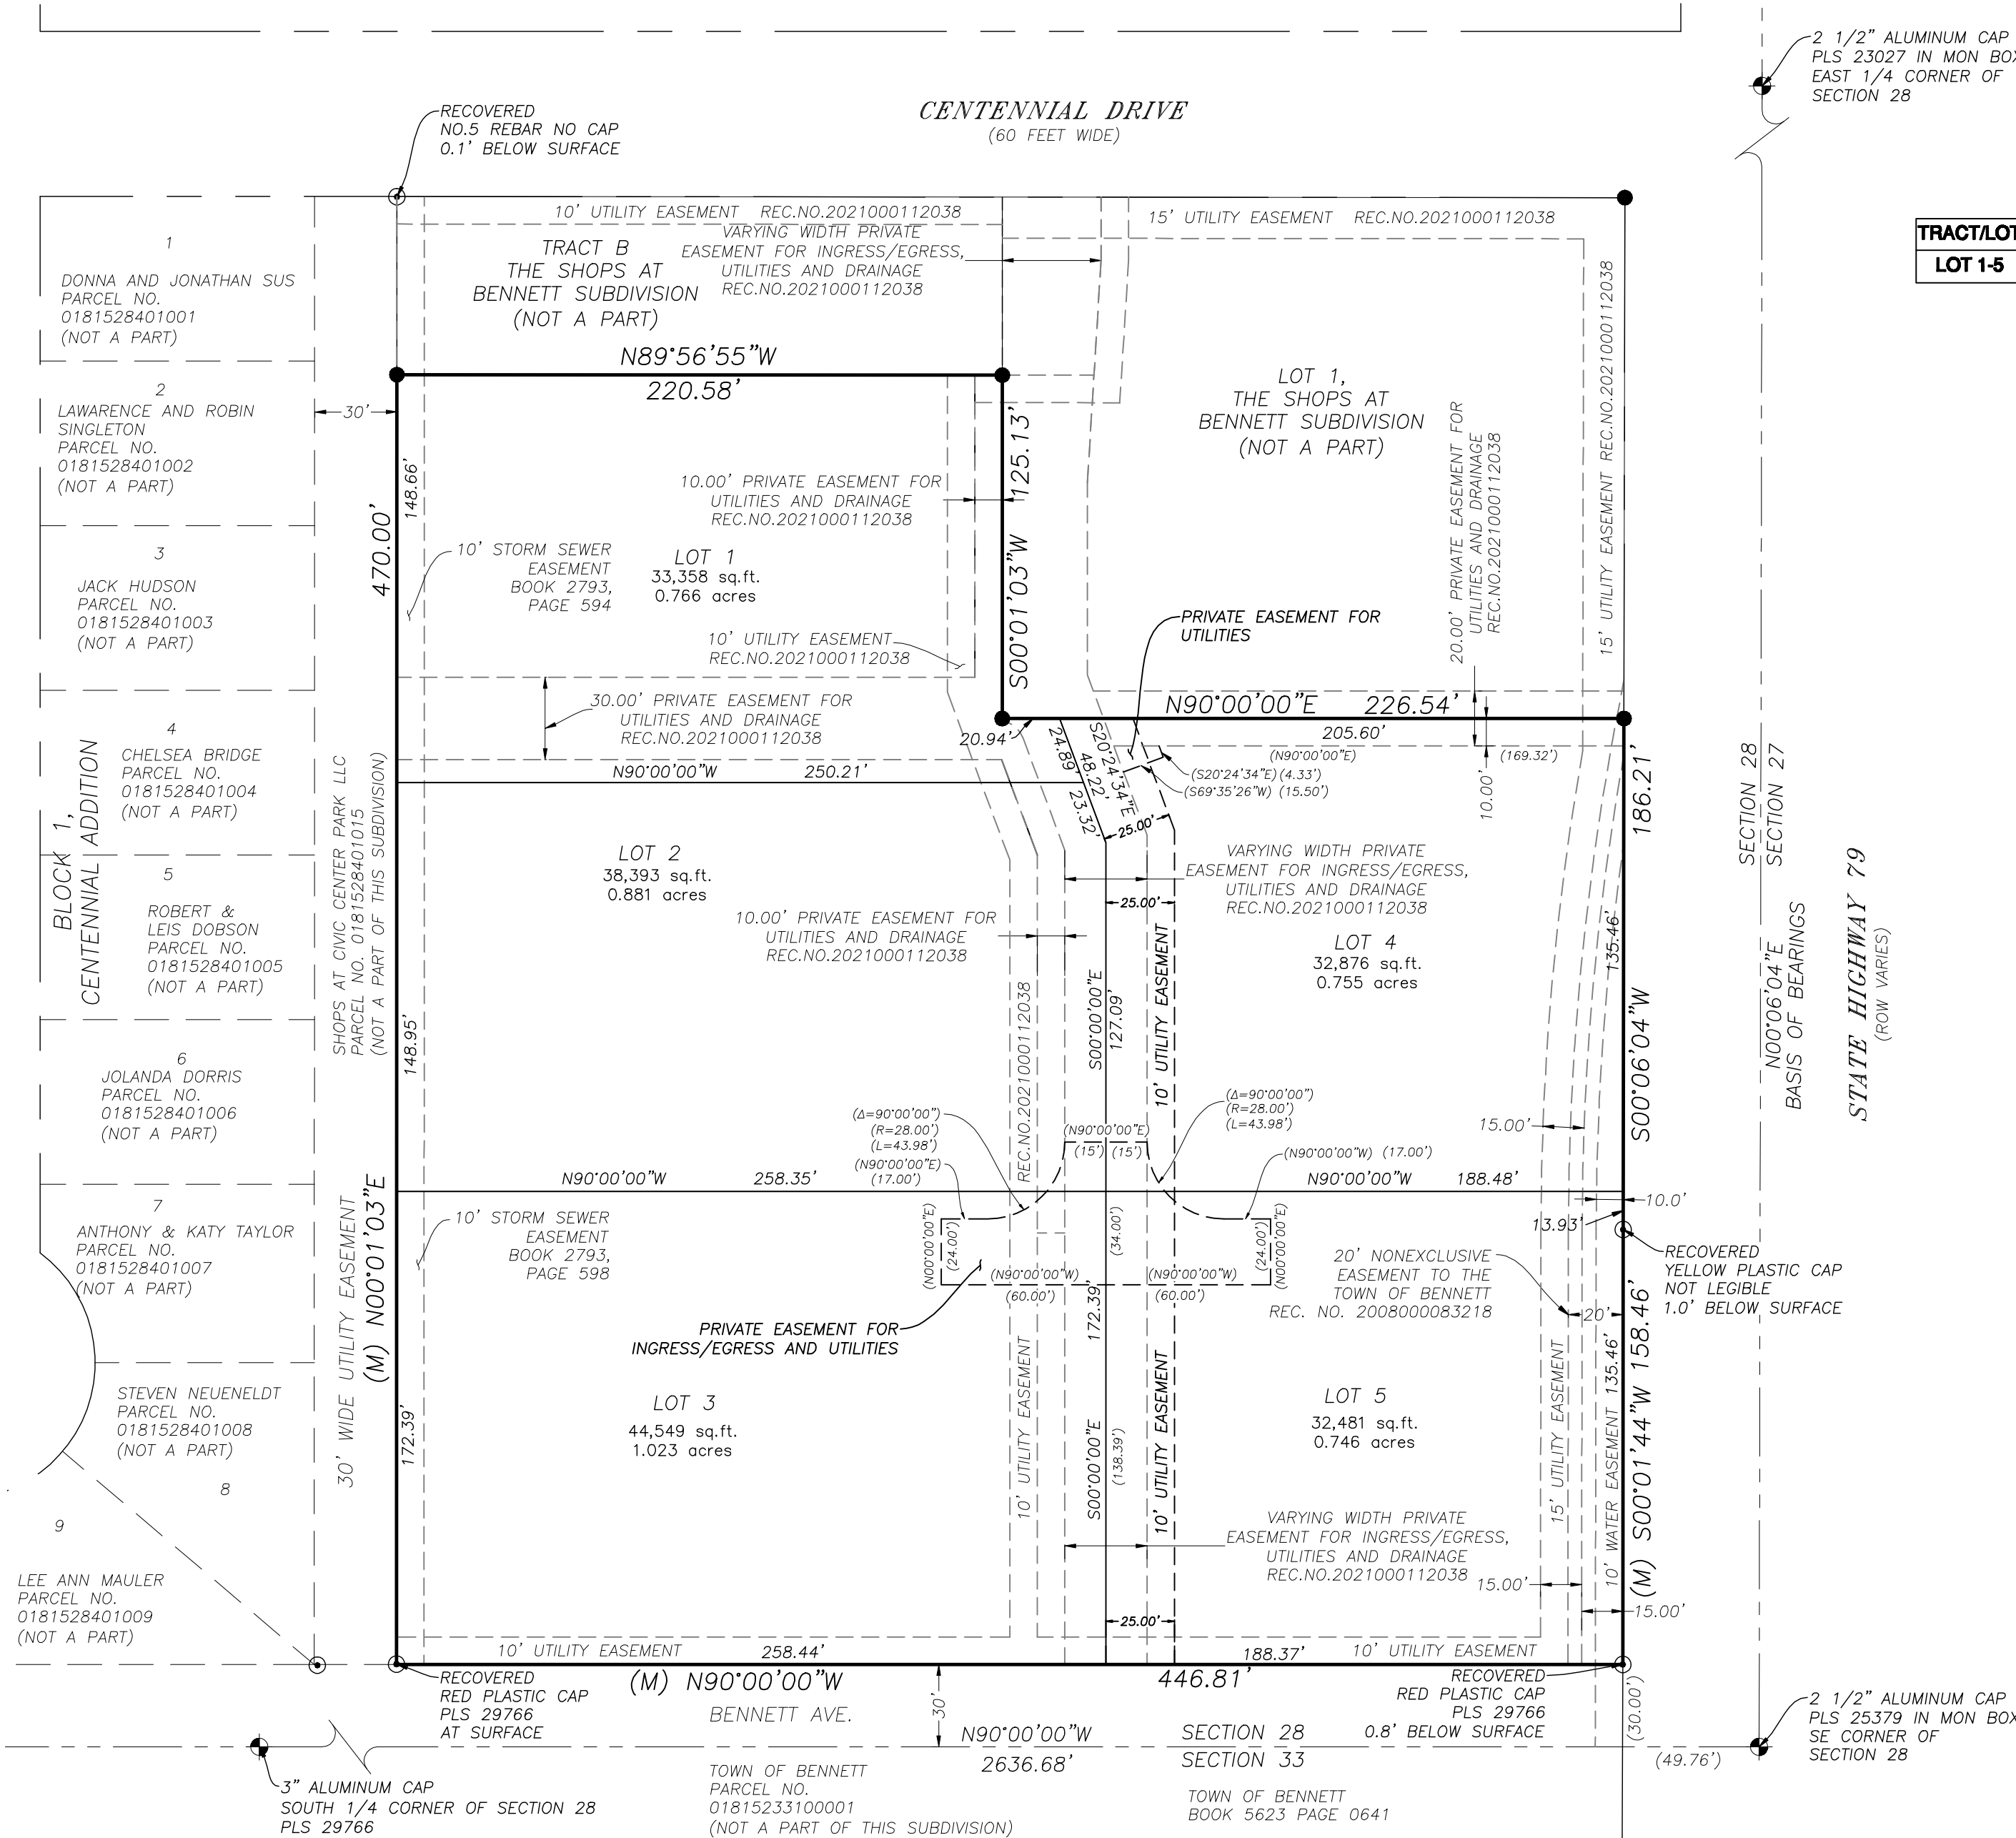 2 1/2" ALUMINUM CAP
PLS 23027 IN MON BOX
EAST 1/4 CORNER OF
SECTION 28
CENTENNIAL DRIVE
(60 FEET WIDE)
RECOVERED
NO.5 REBAR NO CAP
0.1' BELOW SURFACE
TRACT/LOT
LOT 1-5
1
DONNA AND JONATHAN SUS
PARCEL NO.
0181528401001
(NOT A PART)
2
LAWARENCE AND ROBIN
SINGLETON
PARCEL NO.
0181528401002
(NOT A PART)
3
JACK HUDSON
PARCEL NO.
0181528401003
(NOT A PART)
4
CHELSEA BRIDGE
PARCEL NO.
0181528401004
(NOT A PART)
5
ROBERT &
LEIS DOBSON
PARCEL NO.
0181528401005
(NOT A PART)
6
JOLANDA DORRIS
PARCEL NO.
0181528401006
(NOT A PART)
7
ANTHONY & KATY TAYLOR
PARCEL NO.
0181528401007
(NOT A PART)
STEVEN NEUENELDT
PARCEL NO.
0181528401008
(NOT A PART)
8
9
LEE ANN MAULER
PARCEL NO.
0181528401009
(NOT A PART)
BLOCK 1,
CENTENNIAL ADDITION
SHOPS AT CIVIC CENTER PARK LLC
PARCEL NO. 0181528401015
(NOT A PART OF THIS SUBDIVISION)
30' WIDE UTILITY EASEMENT
30'
(M) N00°01'03"E
470.00'
148.66'
148.95'
172.39'
10' UTILITY EASEMENT REC.NO.2021000112038
TRACT B
THE SHOPS AT
BENNETT SUBDIVISION
(NOT A PART)
VARYING WIDTH PRIVATE
EASEMENT FOR INGRESS/EGRESS,
UTILITIES AND DRAINAGE
REC.NO.2021000112038
15' UTILITY EASEMENT REC.NO.2021000112038
15' UTILITY EASEMENT REC.NO.2021000112038
N89°56'55"W
220.58'
LOT 1,
THE SHOPS AT
BENNETT SUBDIVISION
(NOT A PART)
20.00' PRIVATE EASEMENT FOR
UTILITIES AND DRAINAGE
REC.NO.2021000112038
S00°01'03"W
125.13'
10.00' PRIVATE EASEMENT FOR
UTILITIES AND DRAINAGE
REC.NO.2021000112038
10' STORM SEWER
EASEMENT
BOOK 2793,
PAGE 594
LOT 1
33,358 sq.ft.
0.766 acres
10' UTILITY EASEMENT
REC.NO.2021000112038
PRIVATE EASEMENT FOR
UTILITIES
30.00' PRIVATE EASEMENT FOR
UTILITIES AND DRAINAGE
REC.NO.2021000112038
N90°00'00"E 226.54'
20.94'
205.60'
(N90°00'00"E)
(169.32')
10.00'
24.89'
48.22'
S20°24'34"E
23.32'
(S20°24'34"E) (4.33')
(S69°35'26"W) (15.50')
25.00'
N90°00'00"W 250.21'
LOT 2
38,393 sq.ft.
0.881 acres
10.00' PRIVATE EASEMENT FOR
UTILITIES AND DRAINAGE
REC.NO.2021000112038
VARYING WIDTH PRIVATE
EASEMENT FOR INGRESS/EGRESS,
UTILITIES AND DRAINAGE
REC.NO.2021000112038
25.00'
LOT 4
32,876 sq.ft.
0.755 acres
186.21'
135.46'
S00°06'04"W
S00°00'00"E
127.09'
10' UTILITY EASEMENT
REC.NO.2021000112038
SECTION 28
SECTION 27
N00°06'04"E
BASIS OF BEARINGS
STATE HIGHWAY 79
(ROW VARIES)
(Δ=90°00'00")
(R=28.00')
(L=43.98')
(N90°00'00"E)
(17.00')
(N90°00'00"E)
(15') (15')
(Δ=90°00'00")
(R=28.00')
(L=43.98')
(N90°00'00"W) (17.00')
15.00'
N90°00'00"W 258.35'
N90°00'00"W 188.48'
10.0'
13.93'
10' STORM SEWER
EASEMENT
BOOK 2793,
PAGE 598
(N00°00'00"E)
(24.00')
(34.00')
(24.00')
(N00°00'00"E)
(N90°00'00"W)
(60.00')
(N90°00'00"W)
(60.00')
172.39'
20' NONEXCLUSIVE
EASEMENT TO THE
TOWN OF BENNETT
REC. NO. 2008000083218
20'
RECOVERED
YELLOW PLASTIC CAP
NOT LEGIBLE
1.0' BELOW SURFACE
PRIVATE EASEMENT FOR
INGRESS/EGRESS AND UTILITIES
LOT 3
44,549 sq.ft.
1.023 acres
10' UTILITY EASEMENT
S00°00'00"E
(138.39')
10' UTILITY EASEMENT
LOT 5
32,481 sq.ft.
0.746 acres
15' UTILITY EASEMENT
10' WATER EASEMENT 135.46'
(M) S00°01'44"W 158.46'
VARYING WIDTH PRIVATE
EASEMENT FOR INGRESS/EGRESS,
UTILITIES AND DRAINAGE
REC.NO.2021000112038
15.00'
15.00'
25.00'
10' UTILITY EASEMENT
258.44'
188.37'
10' UTILITY EASEMENT
(M) N90°00'00"W
446.81'
RECOVERED
RED PLASTIC CAP
PLS 29766
AT SURFACE
BENNETT AVE.
30'
RECOVERED
RED PLASTIC CAP
PLS 29766
0.8' BELOW SURFACE
(30.00')
2 1/2" ALUMINUM CAP
PLS 25379 IN MON BOX
SE CORNER OF
SECTION 28
N90°00'00"W
2636.68'
SECTION 28
SECTION 33
(49.76')
3" ALUMINUM CAP
SOUTH 1/4 CORNER OF SECTION 28
PLS 29766
TOWN OF BENNETT
PARCEL NO.
01815233100001
(NOT A PART OF THIS SUBDIVISION)
TOWN OF BENNETT
BOOK 5623 PAGE 0641